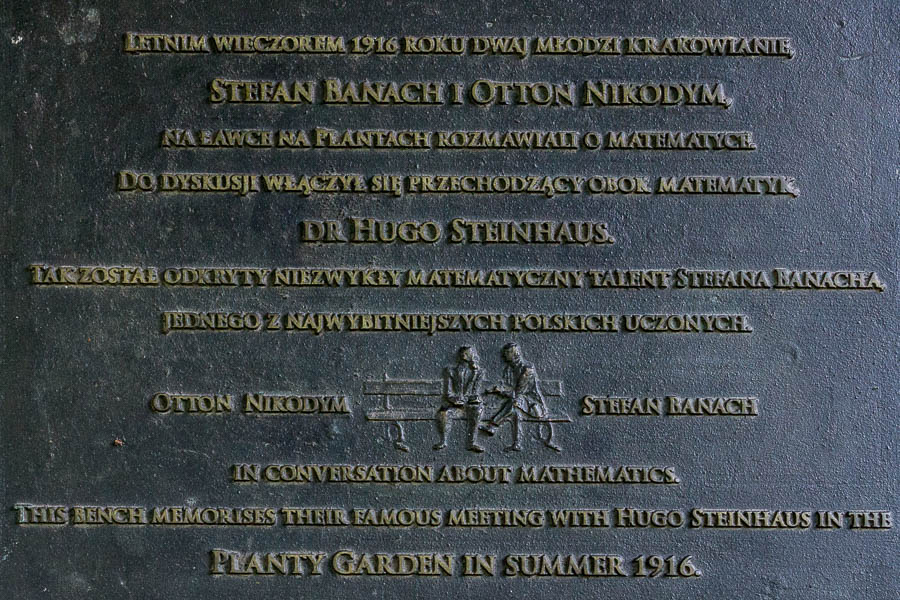 Letnim wieczorem 1916 roku dwaj młodzi krakowianie,
Stefan Banach i Otton Nikodym,
na ławce na Plantach rozmawiali o matematyce.
Do dyskusji włączył się przechodzący obok matematyk,
dr Hugo Steinhaus.
Tak został odkryty niezwykły matematyczny talent Stefana Banacha,
jednego z najwybitniejszych polskich uczonych.
Otton Nikodym Stefan Banach
in conversation about mathematics.
This bench memorises their famous meeting with Hugo Steinhaus in the
Planty Garden in summer 1916.